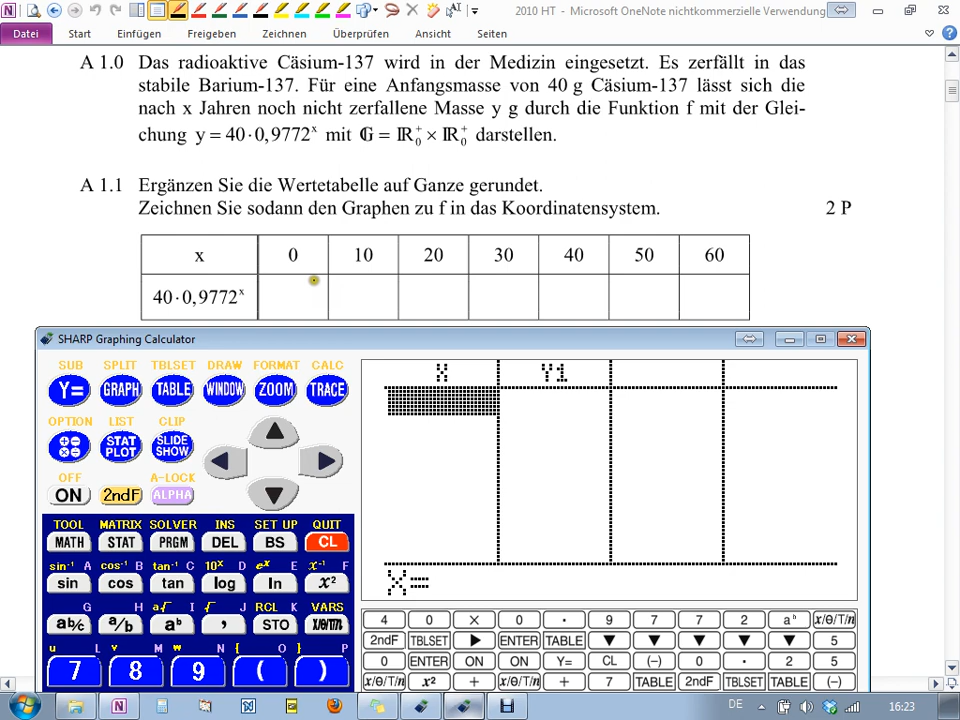 2010 HT - Microsoft OneNote nichtkommerzielle Verwendung
Datei Start Einfügen Freigeben Zeichnen Überprüfen Ansicht Seiten
A 1.0 Das radioaktive Cäsium-137 wird in der Medizin eingesetzt. Es zerfällt in das
stabile Barium-137. Für eine Anfangsmasse von 40 g Cäsium-137 lässt sich die
nach x Jahren noch nicht zerfallene Masse y g durch die Funktion f mit der Glei-
chung y = 40 · 0,9772ˣ mit 𝔾 = ℝ₀⁺ × ℝ₀⁺ darstellen.
A 1.1 Ergänzen Sie die Wertetabelle auf Ganze gerundet.
Zeichnen Sie sodann den Graphen zu f in das Koordinatensystem. 2 P
x 0 10 20 30 40 50 60
40 · 0,9772ˣ
SHARP Graphing Calculator
SUB SPLIT TBLSET DRAW FORMAT CALC
Y= GRAPH TABLE WINDOW ZOOM TRACE
OPTION LIST CLIP
STAT PLOT SLIDE SHOW
OFF A-LOCK
ON 2ndF ALPHA
TOOL MATRIX SOLVER INS SET UP QUIT
MATH STAT PRGM DEL BS CL
sin⁻¹ A cos⁻¹ B tan⁻¹ C 10ˣ D eˣ E x⁻¹ F
sin cos tan log ln x²
G H a√ I √ J RCL K VARS
ab/c a/b aᵇ , STO X/θ/T/n
u L v M w N { O } P
7 8 9 ( )
X Y1
X=
4 0 × 0 . 9 7 7 2 aᵇ x/θ/T/n
2ndF TBLSET ▶ ENTER TABLE ▼ ▼ ▼ ▼ ▼ 5
0 ENTER ON ON Y= CL (−) 0 . 2 5
x/θ/T/n x² + x/θ/T/n + 7 TABLE 2ndF TBLSET TABLE (−)
DE 16:23